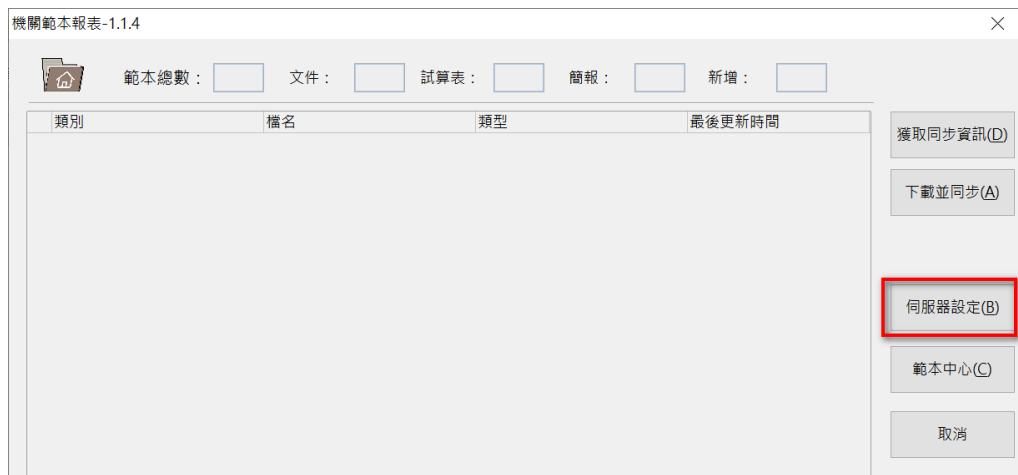 機關範本報表-1.1.4
範本總數： 文件： 試算表： 簡報： 新增：
類別 檔名 類型 最後更新時間
獲取同步資訊(D)
下載並同步(A)
伺服器設定(B)
範本中心(C)
取消